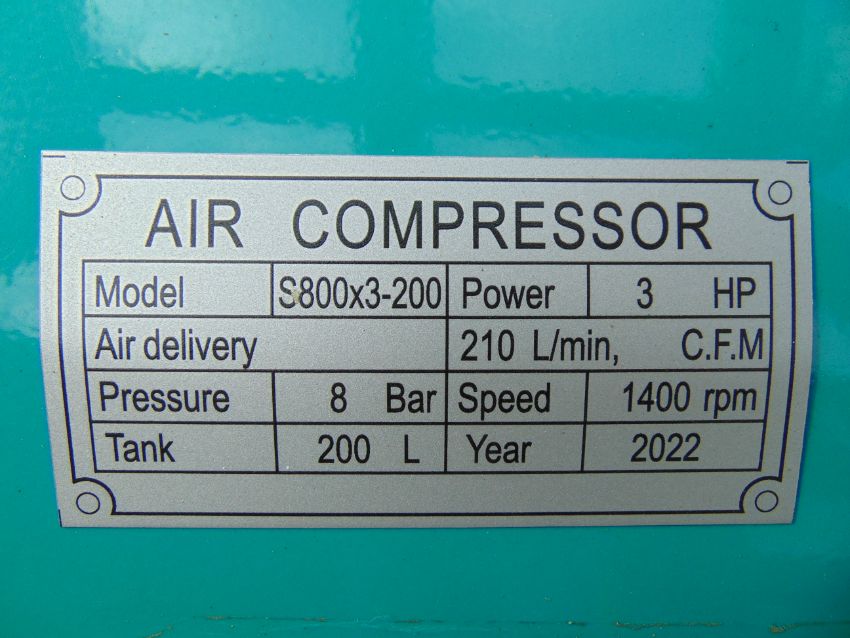 AIR COMPRESSOR
Model S800x3-200 Power 3 HP
Air delivery 210 L/min, C.F.M
Pressure 8 Bar Speed 1400 rpm
Tank 200 L Year 2022